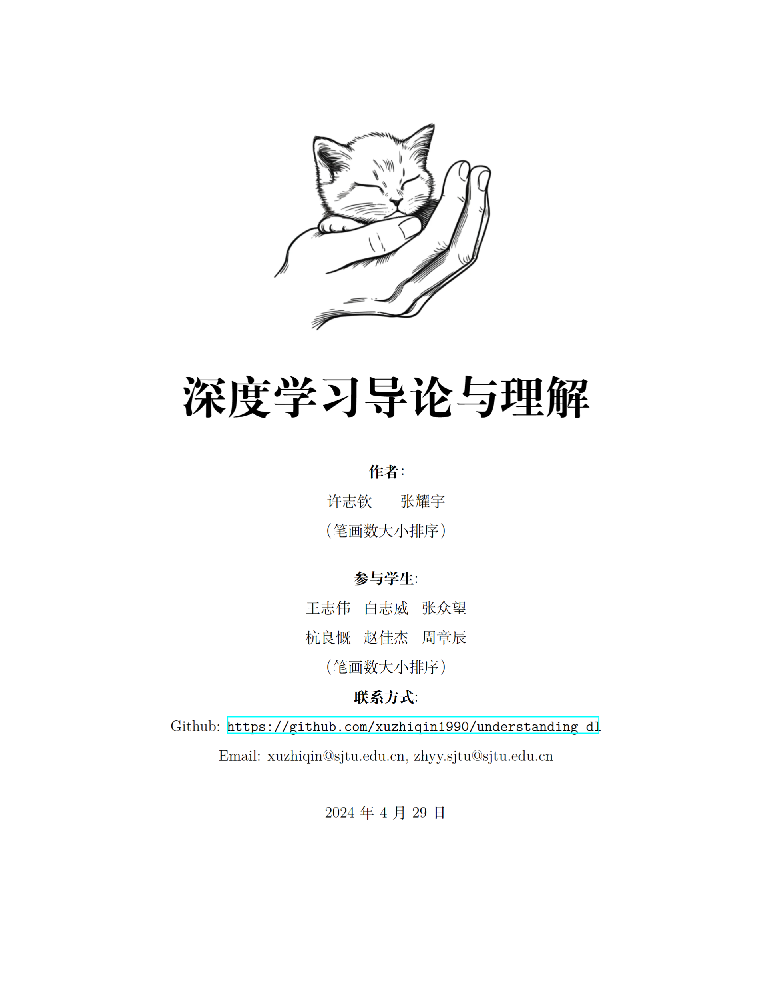 深度学习导论与理解
作者：
许志钦 张耀宇
（笔画数大小排序）
参与学生:
王志伟 白志威 张众望
杭良慨 赵佳杰 周章辰
（笔画数大小排序）
联系方式:
Github: https://github.com/xuzhiqin1990/understanding_dl
Email: xuzhiqin@sjtu.edu.cn, zhyy.sjtu@sjtu.edu.cn
2024 年 4 月 29 日